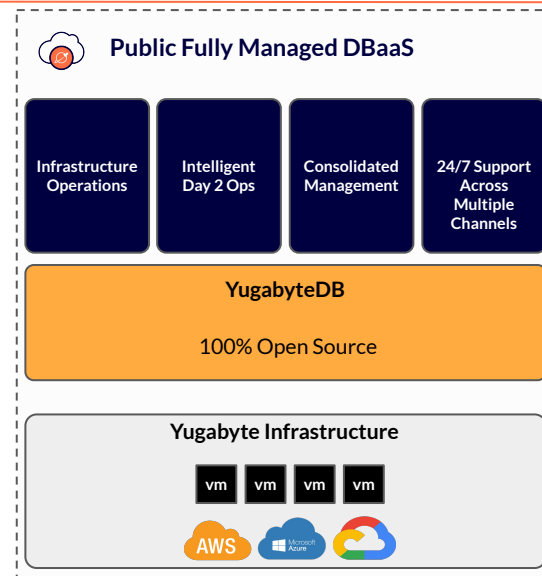 Public Fully Managed DBaaS
Infrastructure
Operations
Intelligent
Day 2 Ops
Consolidated
Management
24/7 Support
Across
Multiple
Channels
YugabyteDB
100% Open Source
Yugabyte Infrastructure
vm vm vm vm
AWS
Microsoft
Azure